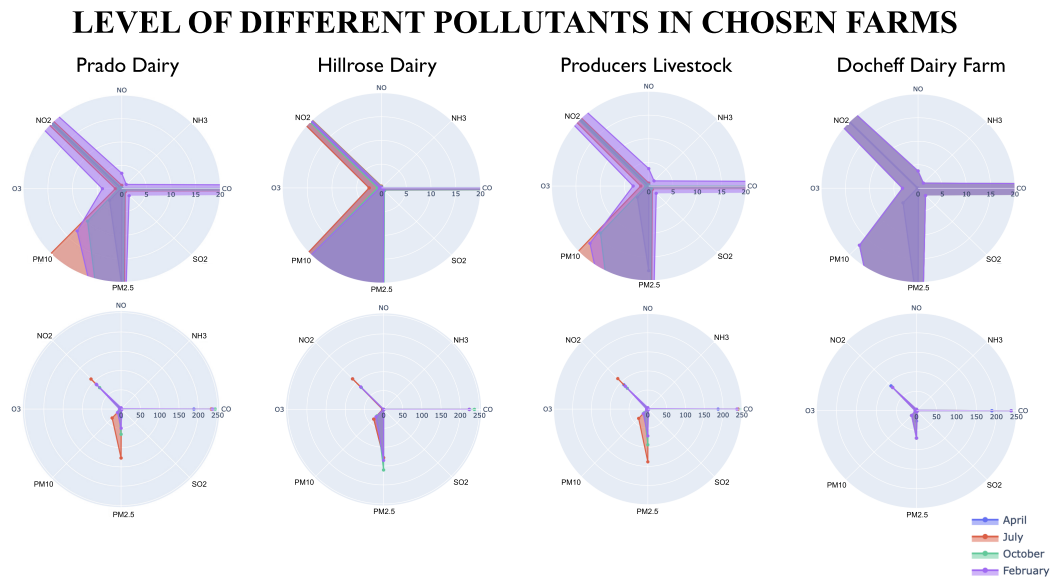 LEVEL OF DIFFERENT POLLUTANTS IN CHOSEN FARMS
Prado Dairy Hillrose Dairy Producers Livestock Docheff Dairy Farm
NO NO NO NO
NO2 NH3 NO2 NH3 NO2 NH3 NO2 NH3
O3 CO O3 CO O3 CO O3 CO
0 5 10 15 20 0 5 10 15 20 0 5 10 15 20 0 5 10 15 20
PM10 SO2 PM10 SO2 PM10 SO2 PM10 SO2
PM2.5 PM2.5 PM2.5 PM2.5
NO NO NO NO
NO2 NH3 NO2 NH3 NO2 NH3 NO2 NH3
O3 CO O3 CO O3 CO O3 CO
0 50 100 150 200 250 0 50 100 150 200 250 0 50 100 150 200 250 0 50 100 150 200 250
PM10 SO2 PM10 SO2 PM10 SO2 PM10 SO2
PM2.5 PM2.5 PM2.5 PM2.5
April
July
October
February